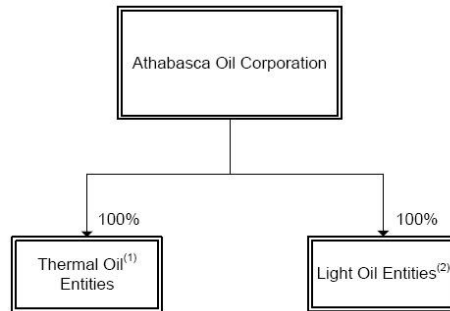 Athabasca Oil Corporation
100%
100%
Thermal Oil(1)
Entities
Light Oil Entities(2)